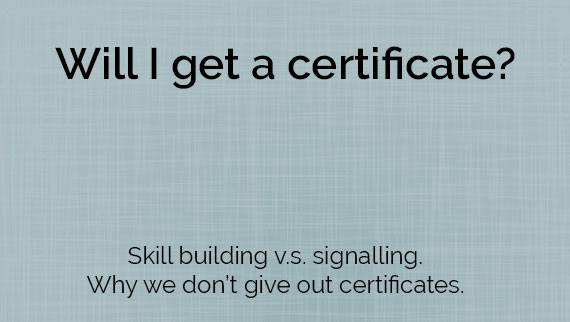 Will I get a certificate?
Skill building v.s. signalling.
Why we don't give out certificates.